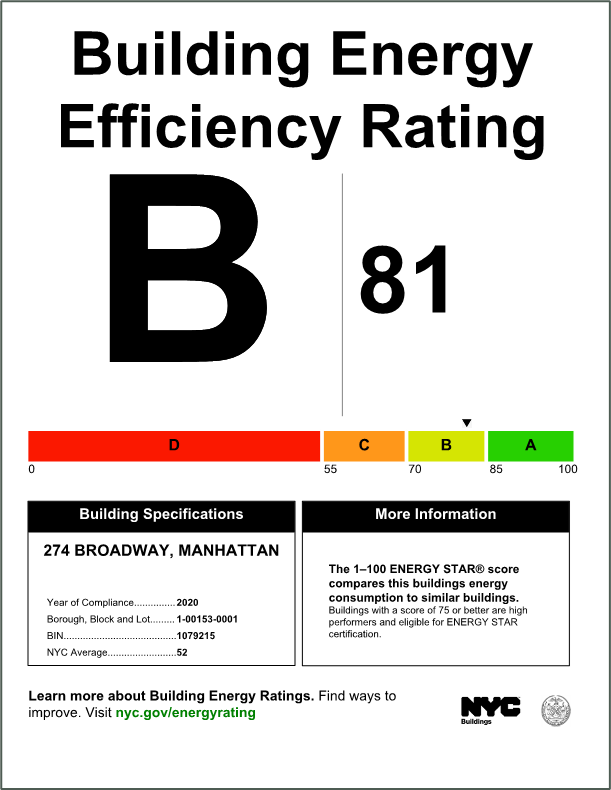 Building Energy
Efficiency Rating
B
81
D
C
B
A
0
55
70
85
100
Building Specifications
274 BROADWAY, MANHATTAN
Year of Compliance...............2020
Borough, Block and Lot.........1-00153-0001
BIN.........................................1079215
NYC Average.........................52
More Information
The 1–100 ENERGY STAR® score
compares this buildings energy
consumption to similar buildings.
Buildings with a score of 75 or better are high
performers and eligible for ENERGY STAR
certification.
Learn more about Building Energy Ratings. Find ways to
improve. Visit nyc.gov/energyrating
NYC
Buildings